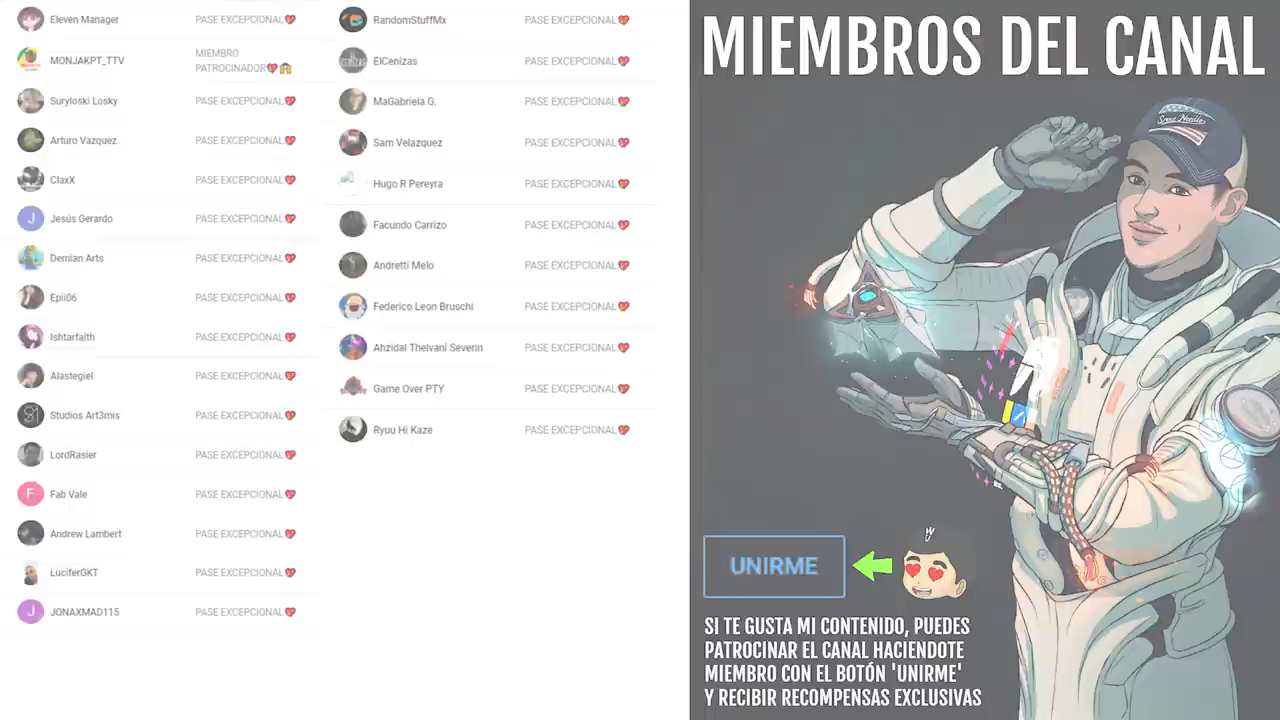 Eleven Manager PASE EXCEPCIONAL
MONJAKPT_TTV MIEMBRO
PATROCINADOR
Suryloski Losky PASE EXCEPCIONAL
Arturo Vazquez PASE EXCEPCIONAL
ClaxX PASE EXCEPCIONAL
J Jesús Gerardo PASE EXCEPCIONAL
Demian Arts PASE EXCEPCIONAL
Epii06 PASE EXCEPCIONAL
Ishtarfaith PASE EXCEPCIONAL
Alastegiel PASE EXCEPCIONAL
Studios Art3mis PASE EXCEPCIONAL
LordRasier PASE EXCEPCIONAL
F Fab Vale PASE EXCEPCIONAL
Andrew Lambert PASE EXCEPCIONAL
LuciferGKT PASE EXCEPCIONAL
J JONAXMAD115 PASE EXCEPCIONAL
RandomStuffMx PASE EXCEPCIONAL
ElCenizas PASE EXCEPCIONAL
MaGabriela G. PASE EXCEPCIONAL
Sam Velazquez PASE EXCEPCIONAL
Hugo R Pereyra PASE EXCEPCIONAL
Facundo Carrizo PASE EXCEPCIONAL
Andretti Melo PASE EXCEPCIONAL
Federico Leon Bruschi PASE EXCEPCIONAL
Ahzidal Thelvani Severin PASE EXCEPCIONAL
Game Over PTY PASE EXCEPCIONAL
Ryuu Hi Kaze PASE EXCEPCIONAL
MIEMBROS DEL CANAL
Space Needle
UNIRME
SI TE GUSTA MI CONTENIDO, PUEDES
PATROCINAR EL CANAL HACIENDOTE
MIEMBRO CON EL BOTÓN 'UNIRME'
Y RECIBIR RECOMPENSAS EXCLUSIVAS